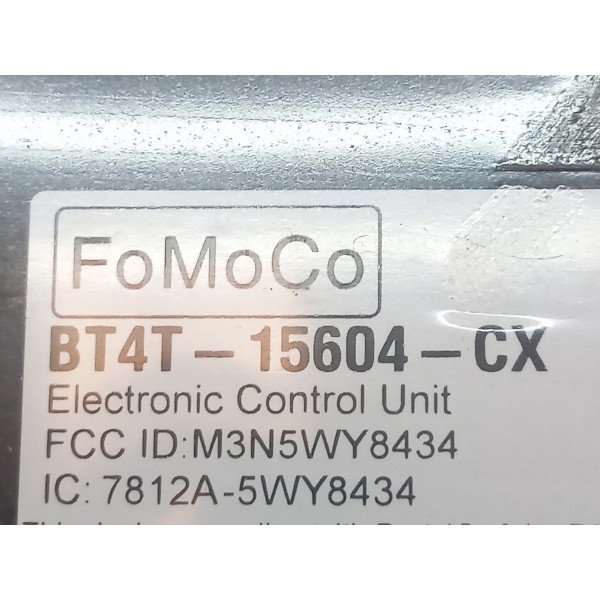 FoMoCo
BT4T-15604-CX
Electronic Control Unit
FCC ID:M3N5WY8434
IC: 7812A-5WY8434